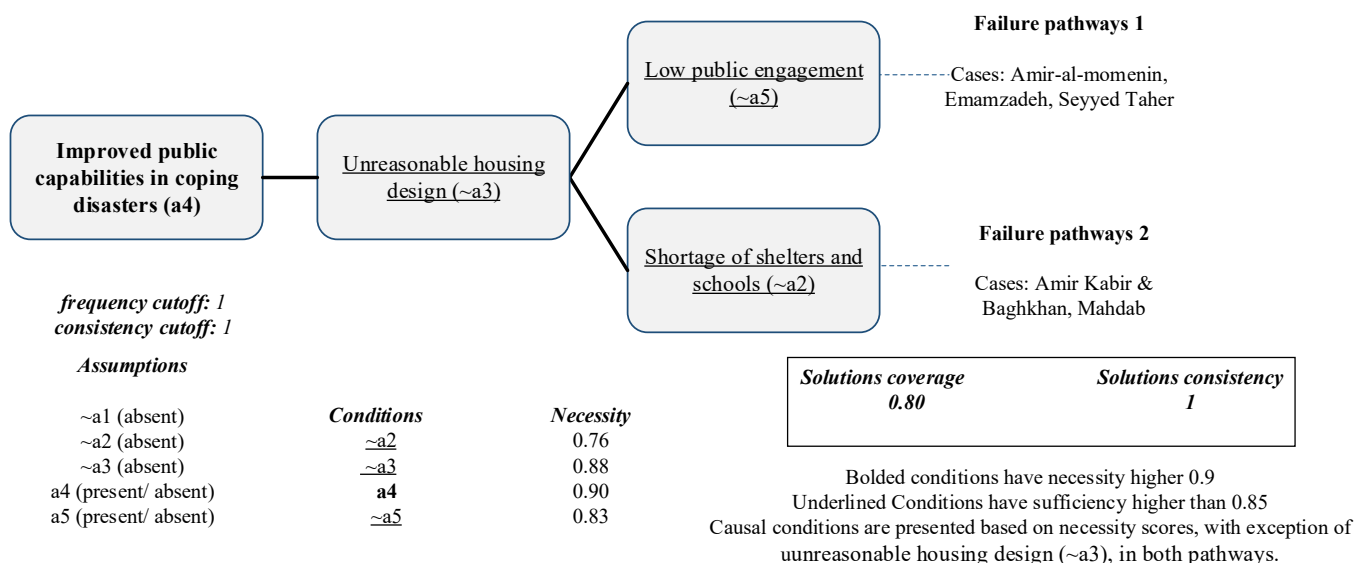 Improved public
capabilities in coping
disasters (a4)
Unreasonable housing
design (~a3)
Low public engagement
(~a5)
Shortage of shelters and
schools (~a2)
Failure pathways 1
Cases: Amir-al-momenin,
Emamzadeh, Seyyed Taher
Failure pathways 2
Cases: Amir Kabir &
Baghkhan, Mahdab
frequency cutoff: 1
consistency cutoff: 1
Assumptions
~a1 (absent)
~a2 (absent)
~a3 (absent)
a4 (present/ absent)
a5 (present/ absent)
Conditions Necessity
~a2 0.76
~a3 0.88
a4 0.90
~a5 0.83
Solutions coverage Solutions consistency
0.80 1
Bolded conditions have necessity higher 0.9
Underlined Conditions have sufficiency higher than 0.85
Causal conditions are presented based on necessity scores, with exception of
uunreasonable housing design (~a3), in both pathways.